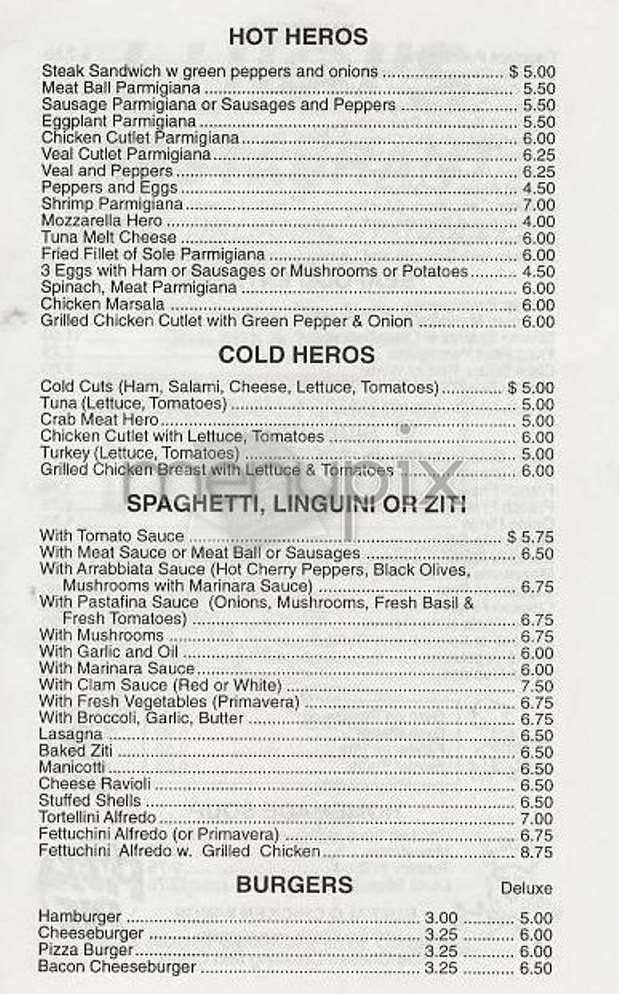 HOT HEROS
Steak Sandwich w green peppers and onions ........................ $ 5.00
Meat Ball Parmigiana ........................ 5.50
Sausage Parmigiana or Sausages and Peppers ........................ 5.50
Eggplant Parmigiana ........................ 5.50
Chicken Cutlet Parmigiana ........................ 6.00
Veal Cutlet Parmigiana ........................ 6.25
Veal and Peppers ........................ 6.25
Peppers and Eggs ........................ 4.50
Shrimp Parmigiana ........................ 7.00
Mozzarella Hero ........................ 4.00
Tuna Melt Cheese ........................ 6.00
Fried Fillet of Sole Parmigiana ........................ 6.00
3 Eggs with Ham or Sausages or Mushrooms or Potatoes .......... 4.50
Spinach, Meat Parmigiana ........................ 6.00
Chicken Marsala ........................ 6.00
Grilled Chicken Cutlet with Green Pepper & Onion .................... 6.00
COLD HEROS
Cold Cuts (Ham, Salami, Cheese, Lettuce, Tomatoes) ............. $ 5.00
Tuna (Lettuce, Tomatoes) ........................ 5.00
Crab Meat Hero ........................ 5.00
Chicken Cutlet with Lettuce, Tomatoes ........................ 6.00
Turkey (Lettuce, Tomatoes) ........................ 5.00
Grilled Chicken Breast with Lettuce & Tomatoes ........................ 6.00
menupix
SPAGHETTI, LINGUINI OR ZITI
With Tomato Sauce ........................ $ 5.75
With Meat Sauce or Meat Ball or Sausages ........................ 6.50
With Arrabbiata Sauce (Hot Cherry Peppers, Black Olives,
Mushrooms with Marinara Sauce) ........................ 6.75
With Pastafina Sauce (Onions, Mushrooms, Fresh Basil &
Fresh Tomatoes) ........................ 6.75
With Mushrooms ........................ 6.75
With Garlic and Oil ........................ 6.00
With Marinara Sauce ........................ 6.00
With Clam Sauce (Red or White) ........................ 7.50
With Fresh Vegetables (Primavera) ........................ 6.75
With Broccoli, Garlic, Butter ........................ 6.75
Lasagna ........................ 6.50
Baked Ziti ........................ 6.50
Manicotti ........................ 6.50
Cheese Ravioli ........................ 6.50
Stuffed Shells ........................ 6.50
Tortellini Alfredo ........................ 7.00
Fettuchini Alfredo (or Primavera) ........................ 6.75
Fettuchini Alfredo w. Grilled Chicken ........................ 8.75
BURGERS Deluxe
Hamburger ........................ 3.00 .......... 5.00
Cheeseburger ........................ 3.25 .......... 6.00
Pizza Burger ........................ 3.25 .......... 6.00
Bacon Cheeseburger ........................ 3.25 .......... 6.50